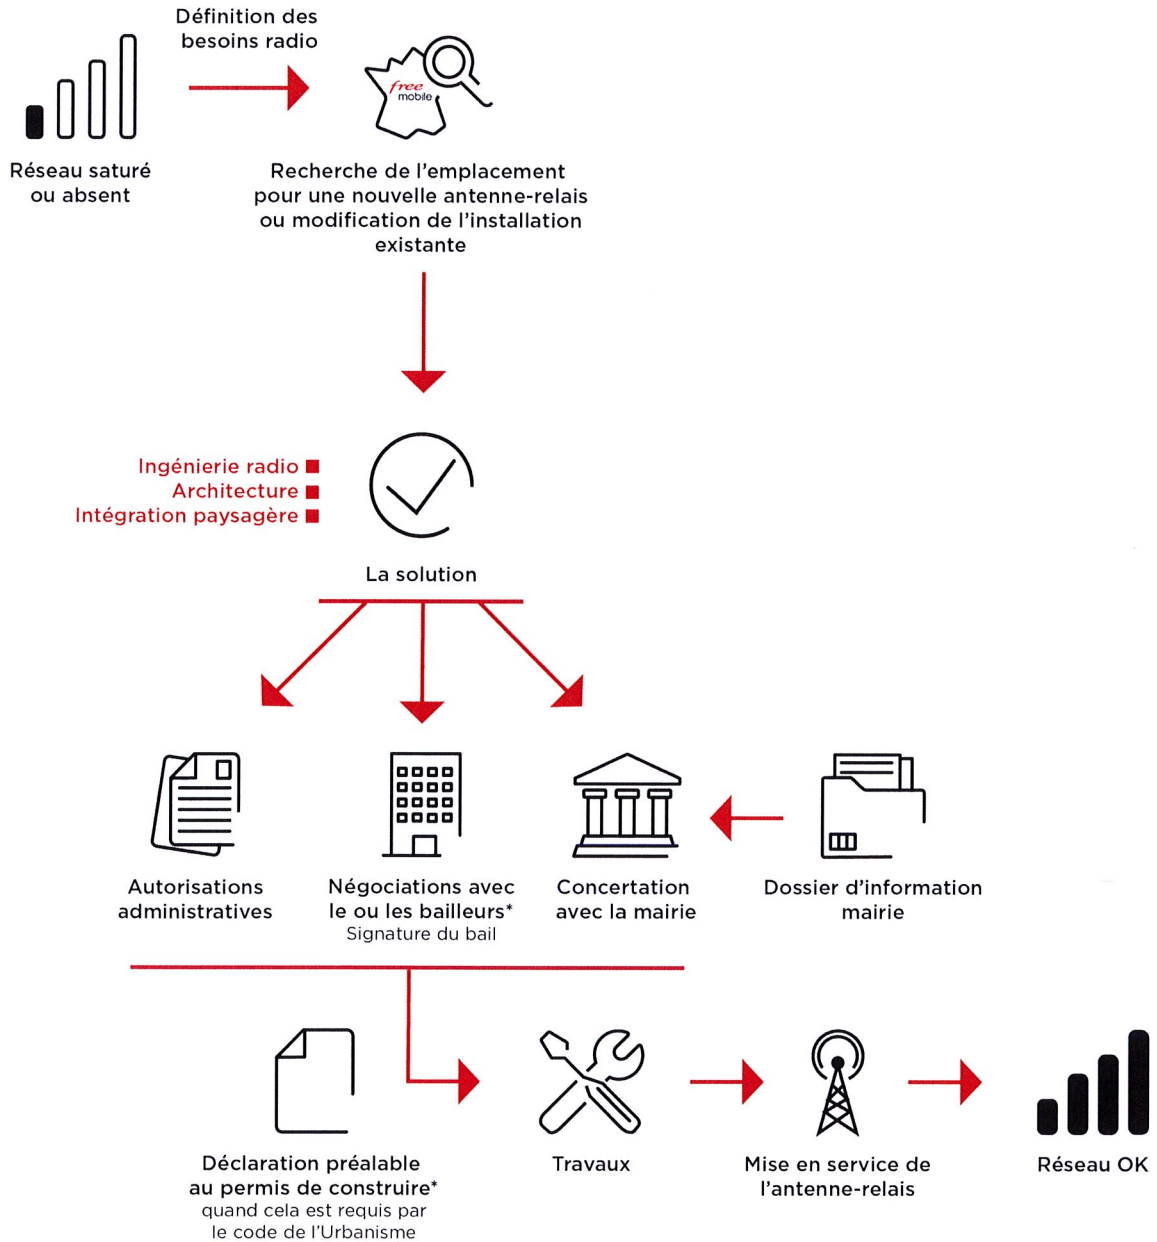 Définition des
besoins radio
free
mobile
Réseau saturé
ou absent
Recherche de l'emplacement
pour une nouvelle antenne-relais
ou modification de l'installation
existante
Ingénierie radio
Architecture
Intégration paysagère
La solution
Autorisations
administratives
Négociations avec
le ou les bailleurs*
Signature du bail
Concertation
avec la mairie
Dossier d'information
mairie
Déclaration préalable
au permis de construire*
quand cela est requis par
le code de l'Urbanisme
Travaux
Mise en service de
l'antenne-relais
Réseau OK